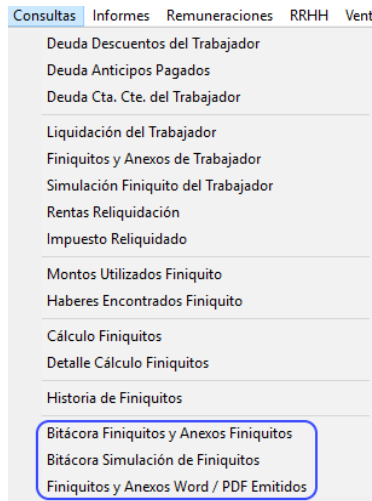 Consultas Informes Remuneraciones RRHH Vent
Deuda Descuentos del Trabajador
Deuda Anticipos Pagados
Deuda Cta. Cte. del Trabajador
Liquidación del Trabajador
Finiquitos y Anexos de Trabajador
Simulación Finiquito del Trabajador
Rentas Reliquidación
Impuesto Reliquidado
Montos Utilizados Finiquito
Haberes Encontrados Finiquito
Cálculo Finiquitos
Detalle Cálculo Finiquitos
Historia de Finiquitos
Bitácora Finiquitos y Anexos Finiquitos
Bitácora Simulación de Finiquitos
Finiquitos y Anexos Word / PDF Emitidos